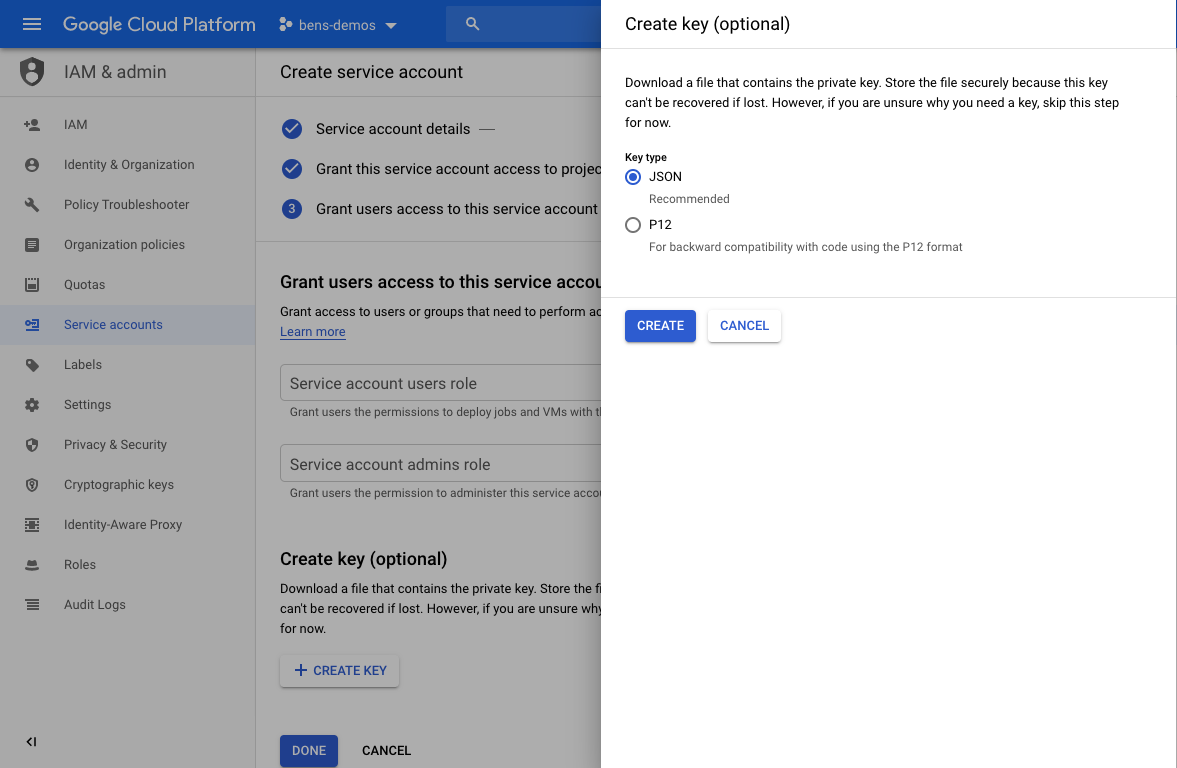 Google Cloud Platform
bens-demos
IAM & admin
IAM
Identity & Organization
Policy Troubleshooter
Organization policies
Quotas
Service accounts
Labels
Settings
Privacy & Security
Cryptographic keys
Identity-Aware Proxy
Roles
Audit Logs
Create service account
Service account details
Grant this service account access to projec
3 Grant users access to this service account
Grant users access to this service accou
Grant access to users or groups that need to perform ac
Learn more
Service account users role
Grant users the permissions to deploy jobs and VMs with th
Service account admins role
Grant users the permission to administer this service accou
Create key (optional)
Download a file that contains the private key. Store the fi
can't be recovered if lost. However, if you are unsure why
for now.
CREATE KEY
DONE CANCEL
Create key (optional)
Download a file that contains the private key. Store the file securely because this key
can't be recovered if lost. However, if you are unsure why you need a key, skip this step
for now.
Key type
JSON
Recommended
P12
For backward compatibility with code using the P12 format
CREATE CANCEL